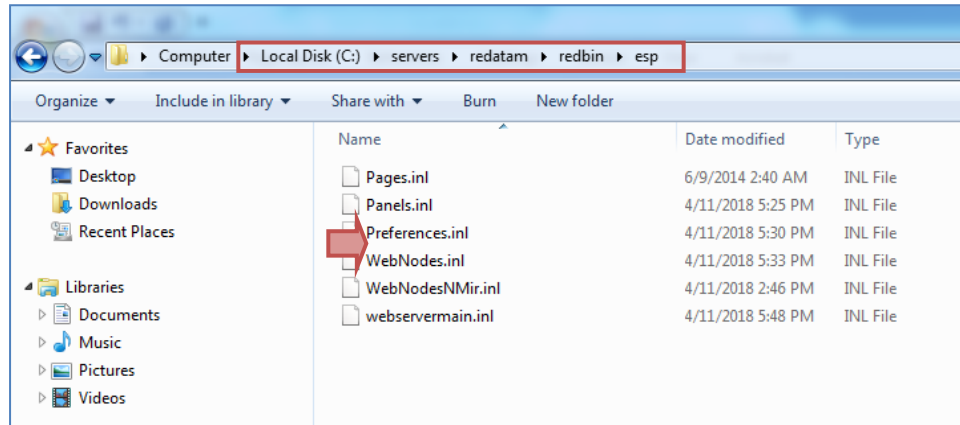 Computer Local Disk (C:) servers redatam redbin esp
Organize Include in library Share with Burn New folder
Favorites
Desktop
Downloads
Recent Places
Libraries
Documents
Music
Pictures
Videos
Name Date modified Type
Pages.inl 6/9/2014 2:40 AM INL File
Panels.inl 4/11/2018 5:25 PM INL File
Preferences.inl 4/11/2018 5:30 PM INL File
WebNodes.inl 4/11/2018 5:33 PM INL File
WebNodesNMir.inl 4/11/2018 2:46 PM INL File
webservermain.inl 4/11/2018 5:48 PM INL File